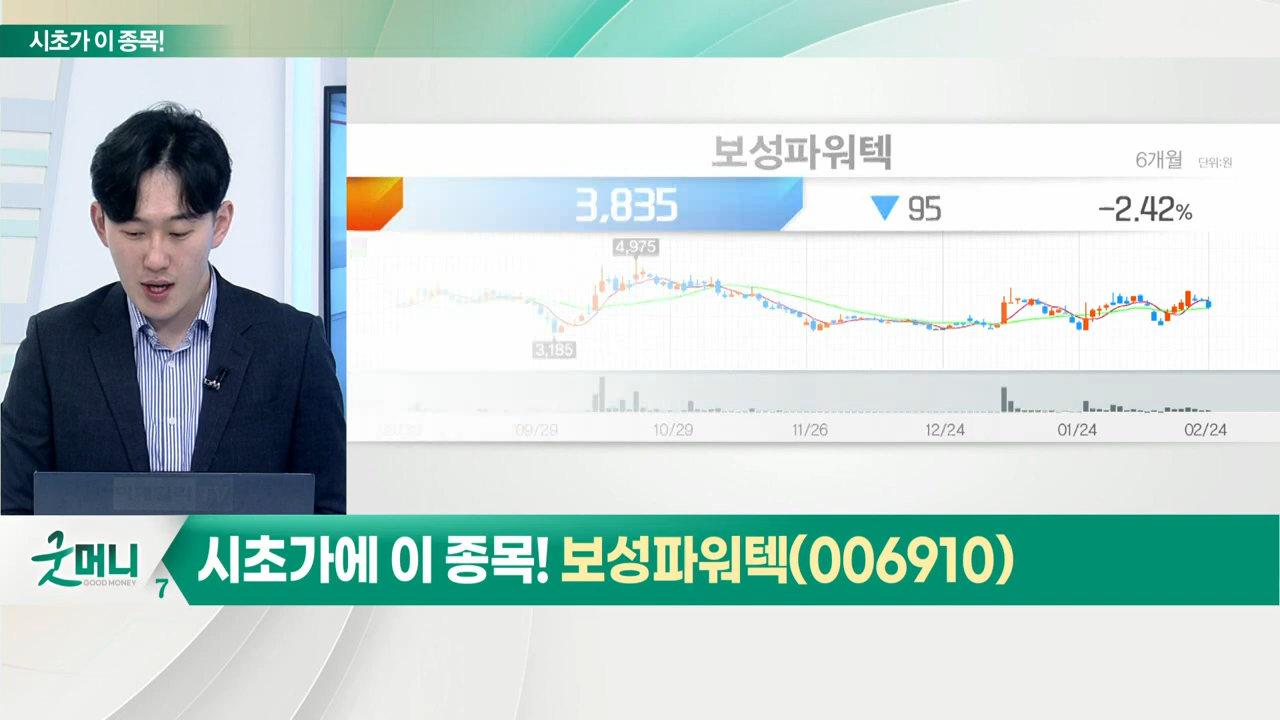 시초가 이 종목!
보성파워텍
6개월 단위:원
3,835 ▼ 95 -2.42%
4,975
3,185
09/29 10/29 11/26 12/24 01/24 02/24
굿머니
GOOD MONEY
7
시초가에 이 종목! 보성파워텍(006910)